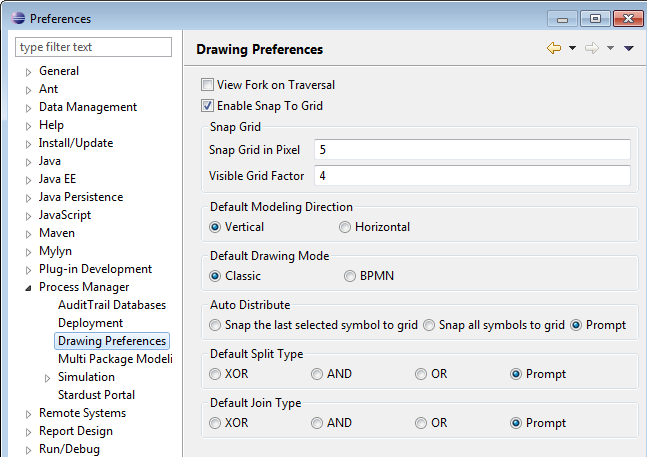 Preferences
type filter text
General
Ant
Data Management
Help
Install/Update
Java
Java EE
Java Persistence
JavaScript
Maven
Mylyn
Plug-in Development
Process Manager
AuditTrail Databases
Deployment
Drawing Preferences
Multi Package Modeli
Simulation
Stardust Portal
Remote Systems
Report Design
Run/Debug
Drawing Preferences
View Fork on Traversal
Enable Snap To Grid
Snap Grid
Snap Grid in Pixel 5
Visible Grid Factor 4
Default Modeling Direction
Vertical Horizontal
Default Drawing Mode
Classic BPMN
Auto Distribute
Snap the last selected symbol to grid Snap all symbols to grid Prompt
Default Split Type
XOR AND OR Prompt
Default Join Type
XOR AND OR Prompt